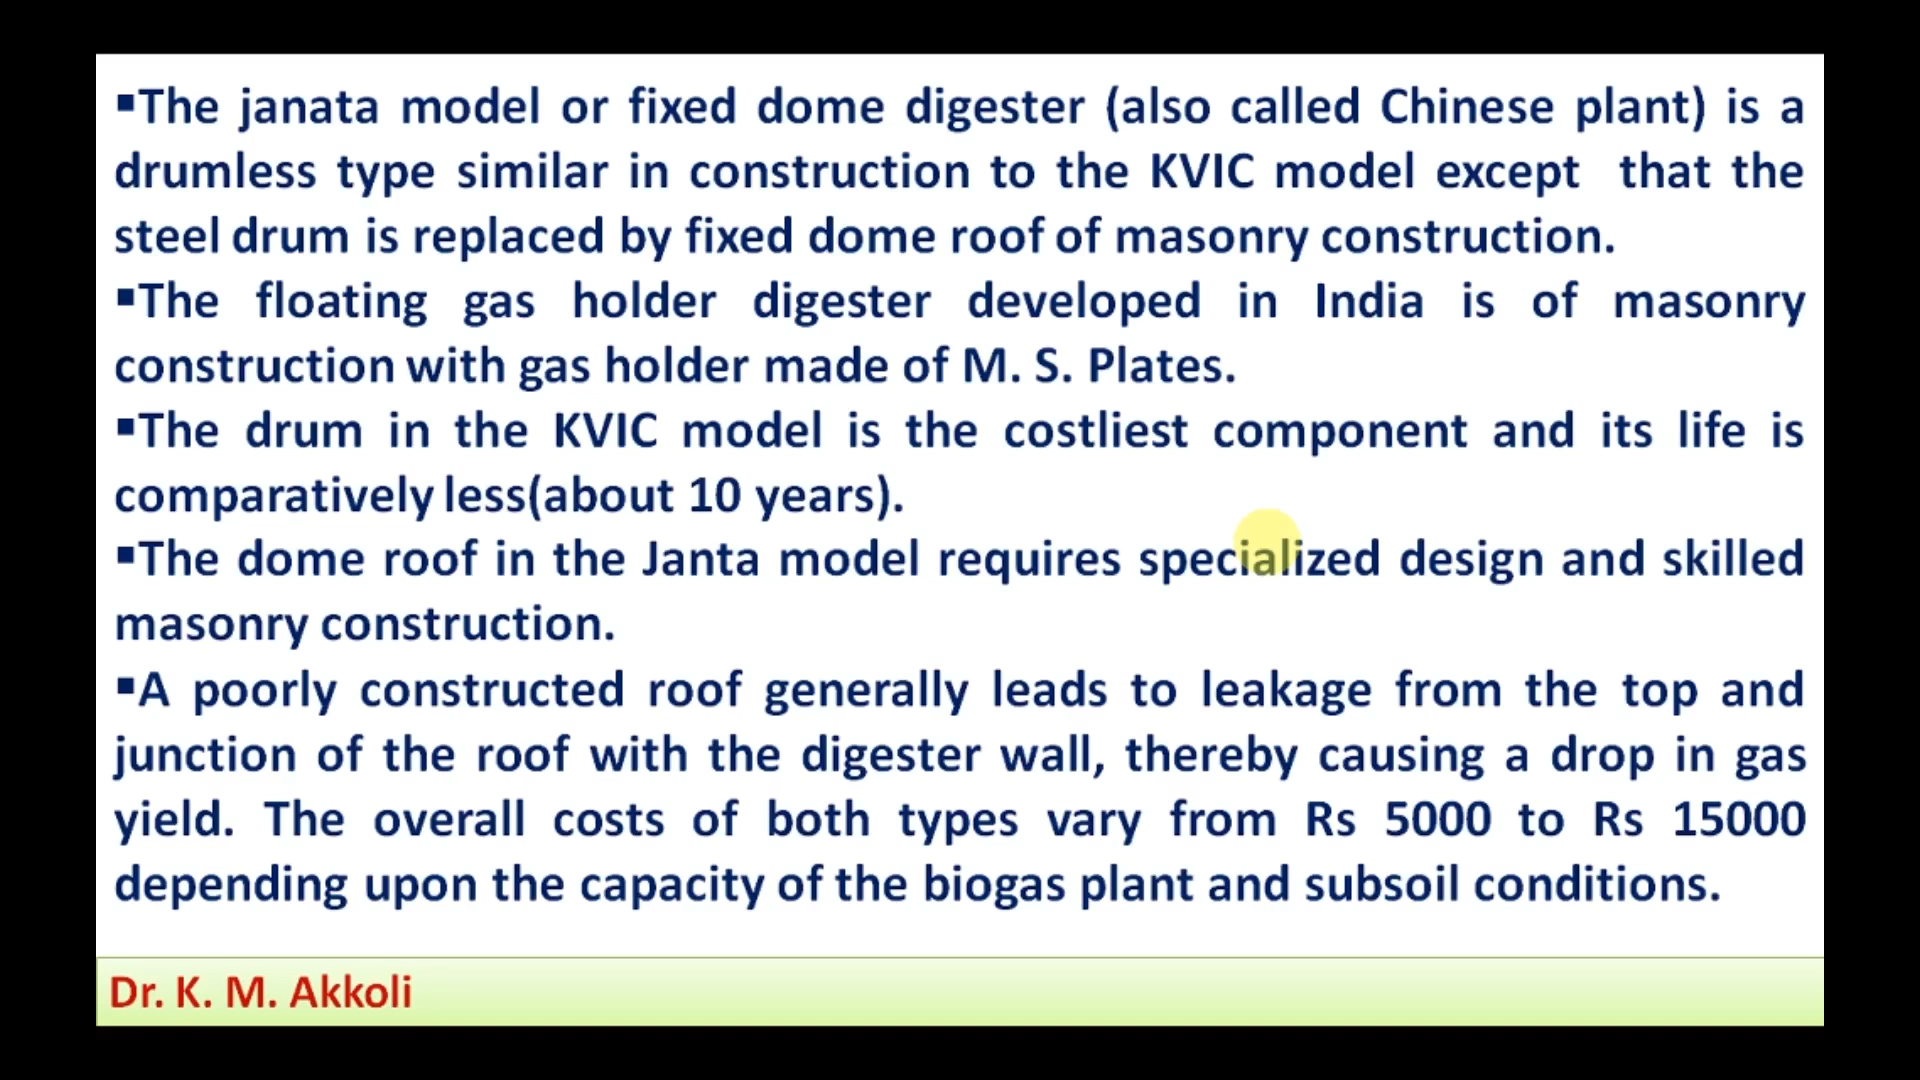 ▪The janata model or fixed dome digester (also called Chinese plant) is a
drumless type similar in construction to the KVIC model except that the
steel drum is replaced by fixed dome roof of masonry construction.
▪The floating gas holder digester developed in India is of masonry
construction with gas holder made of M. S. Plates.
▪The drum in the KVIC model is the costliest component and its life is
comparatively less(about 10 years).
▪The dome roof in the Janta model requires specialized design and skilled
masonry construction.
▪A poorly constructed roof generally leads to leakage from the top and
junction of the roof with the digester wall, thereby causing a drop in gas
yield. The overall costs of both types vary from Rs 5000 to Rs 15000
depending upon the capacity of the biogas plant and subsoil conditions.
Dr. K. M. Akkoli